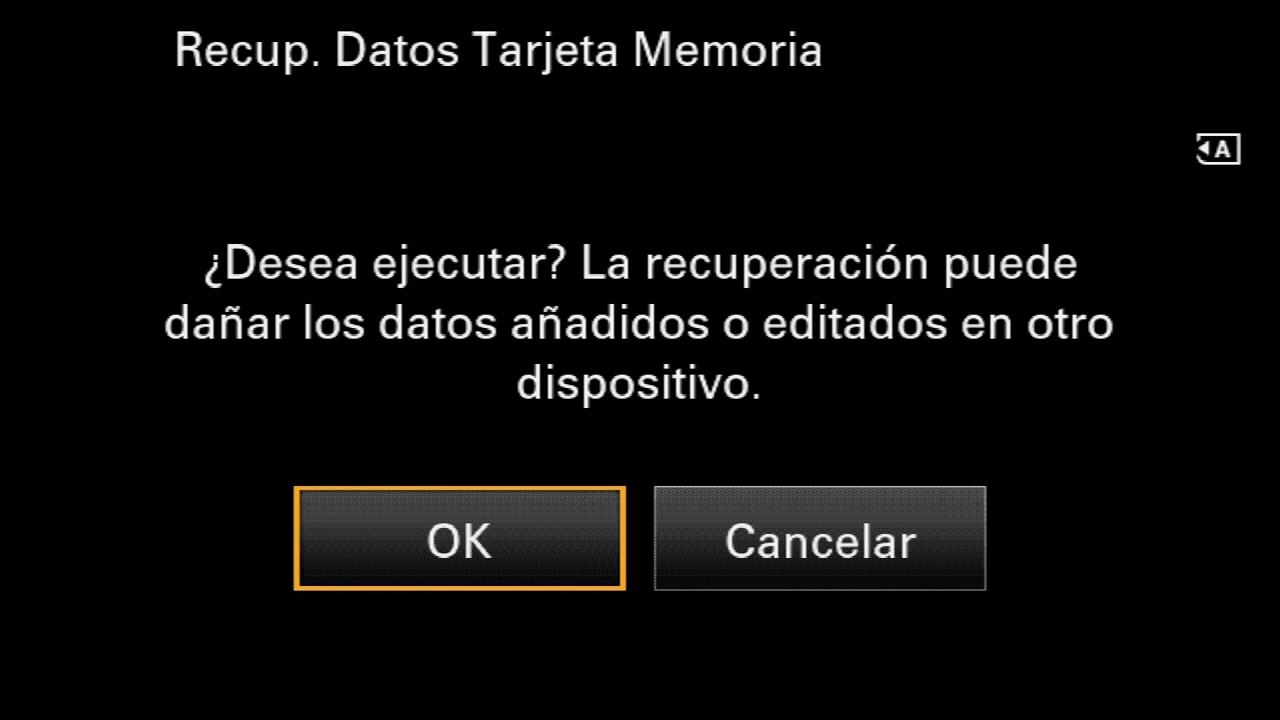 Recup. Datos Tarjeta Memoria
A
¿Desea ejecutar? La recuperación puede
dañar los datos añadidos o editados en otro
dispositivo.
OK
Cancelar